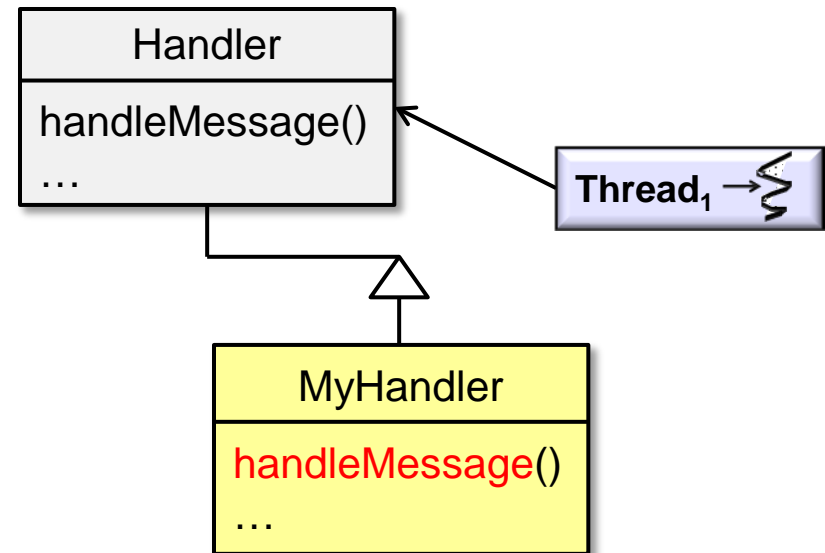 Handler
handleMessage()
…
Thread₁
MyHandler
handleMessage()
…